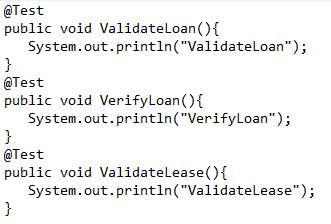 @Test
public void ValidateLoan(){
   System.out.println("ValidateLoan");
}
@Test
public void VerifyLoan(){
   System.out.println("VerifyLoan");
}
@Test
public void ValidateLease(){
   System.out.println("ValidateLease");
}